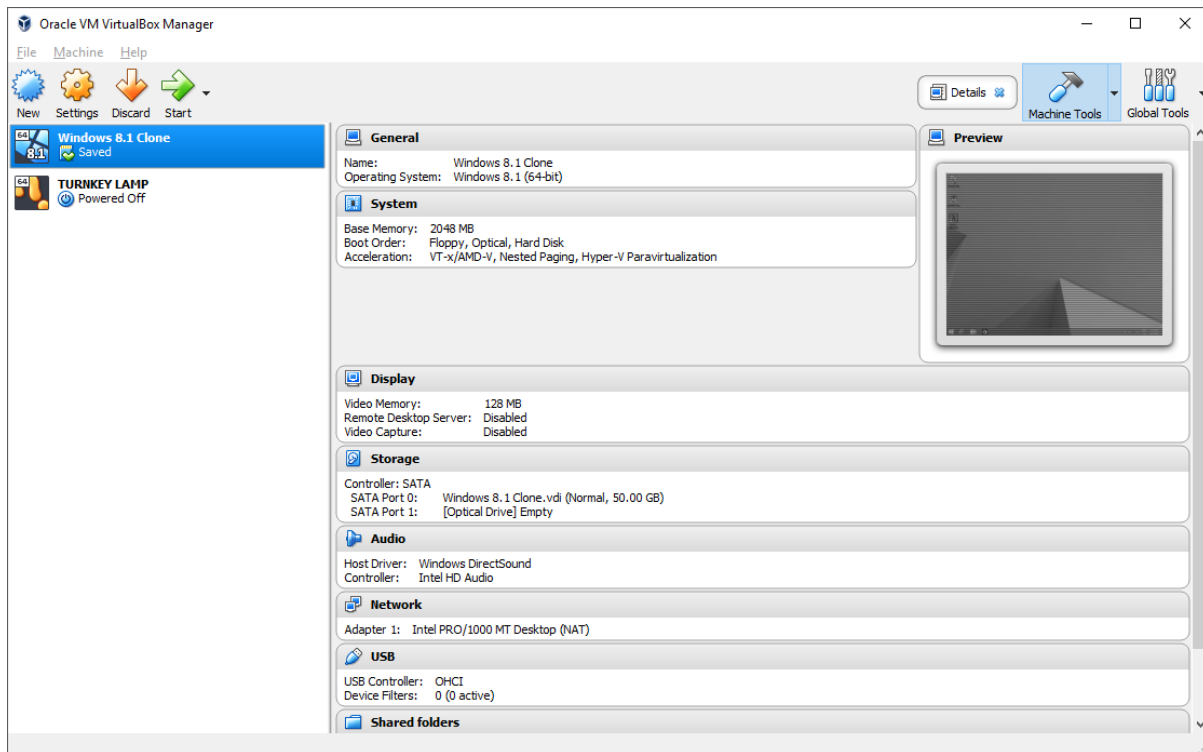 Oracle VM VirtualBox Manager
File Machine Help
New Settings Discard Start
Details
Machine Tools
Global Tools
64
8.1
Windows 8.1 Clone
Saved
64
TURNKEY LAMP
Powered Off
General
Name: Windows 8.1 Clone
Operating System: Windows 8.1 (64-bit)
Preview
System
Base Memory: 2048 MB
Boot Order: Floppy, Optical, Hard Disk
Acceleration: VT-x/AMD-V, Nested Paging, Hyper-V Paravirtualization
Display
Video Memory: 128 MB
Remote Desktop Server: Disabled
Video Capture: Disabled
Storage
Controller: SATA
SATA Port 0: Windows 8.1 Clone.vdi (Normal, 50.00 GB)
SATA Port 1: [Optical Drive] Empty
Audio
Host Driver: Windows DirectSound
Controller: Intel HD Audio
Network
Adapter 1: Intel PRO/1000 MT Desktop (NAT)
USB
USB Controller: OHCI
Device Filters: 0 (0 active)
Shared folders